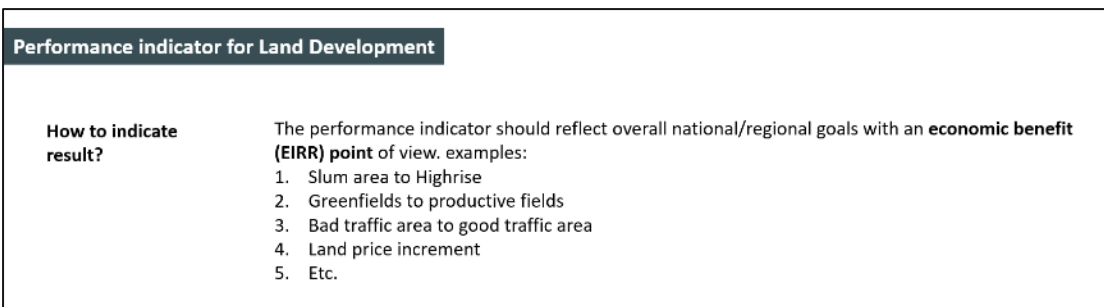 Performance indicator for Land Development
How to indicate
result?
The performance indicator should reflect overall national/regional goals with an economic benefit
(EIRR) point of view. examples:
1. Slum area to Highrise
2. Greenfields to productive fields
3. Bad traffic area to good traffic area
4. Land price increment
5. Etc.